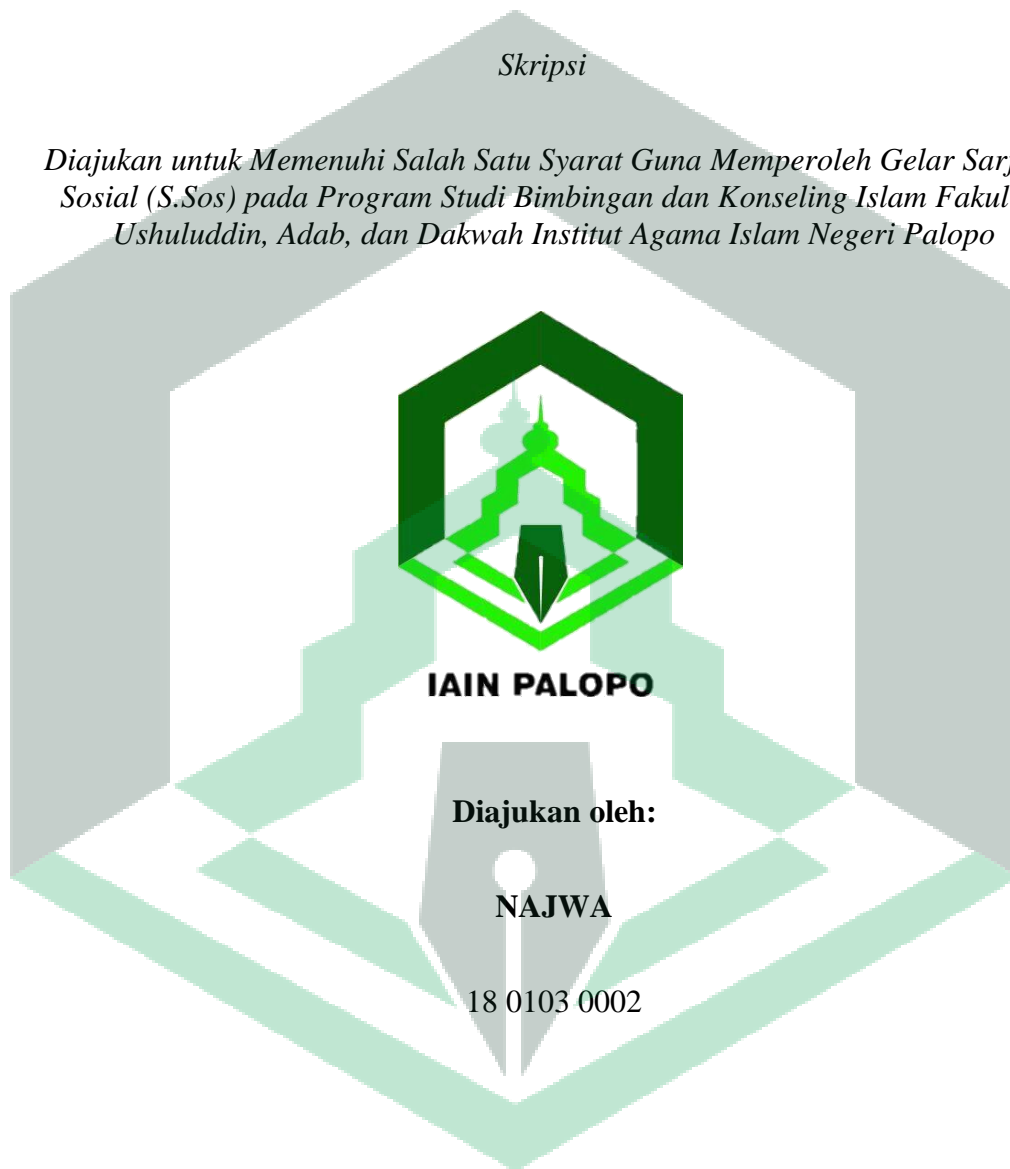 Skripsi
Diajukan untuk Memenuhi Salah Satu Syarat Guna Memperoleh Gelar
Sosial (S.Sos) pada Program Studi Bimbingan dan Konseling Islam
Ushuluddin, Adab, dan Dakwah Institut Agama Islam Negeri Palopo
IAIN PALOPO
Diajukan oleh:
NAJWA
18 0103 0002